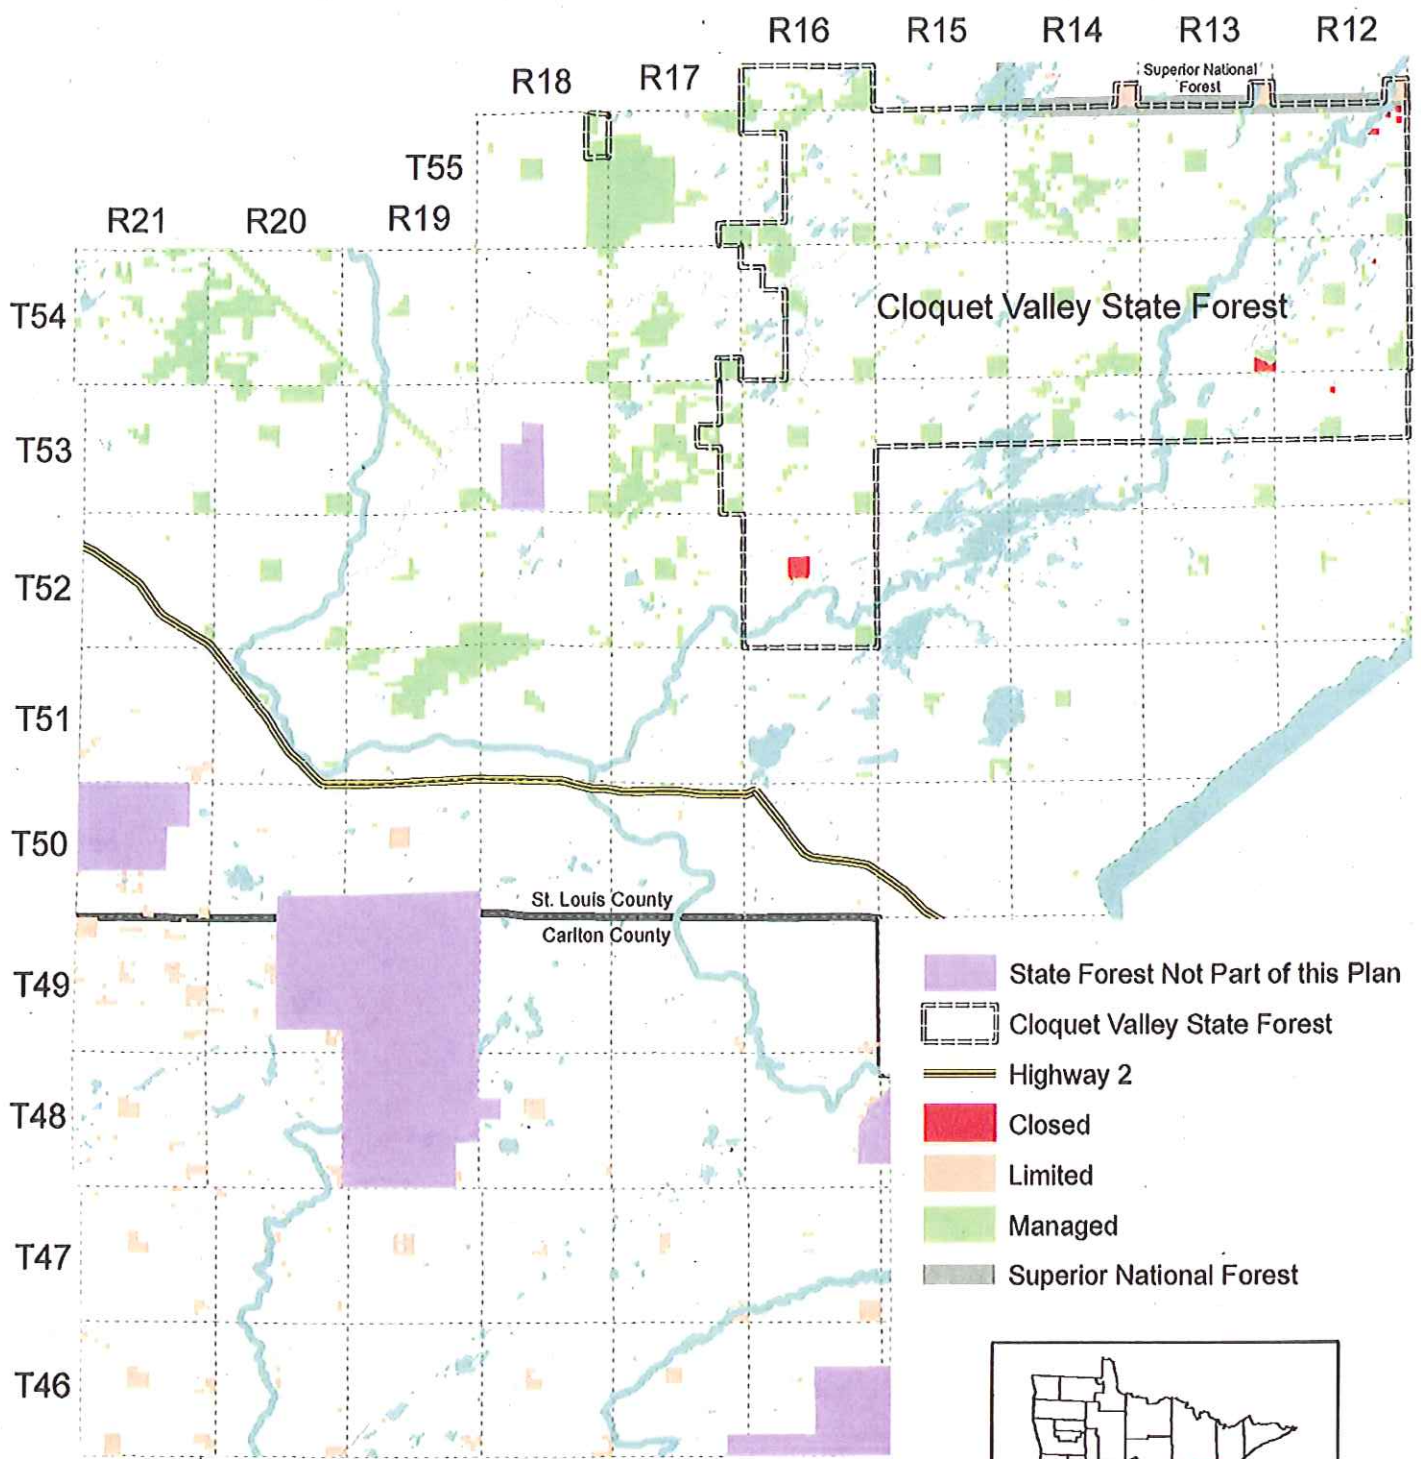 R16
R15
R14
R13
R12
R18
R17
Superior National
Forest
T55
R21
R20
R19
T54
Cloquet Valley State Forest
T53
T52
T51
T50
St. Louis County
Carlton County
T49
State Forest Not Part of this Plan
Cloquet Valley State Forest
Highway 2
Closed
T48
Limited
Managed
T47
Superior National Forest
T46